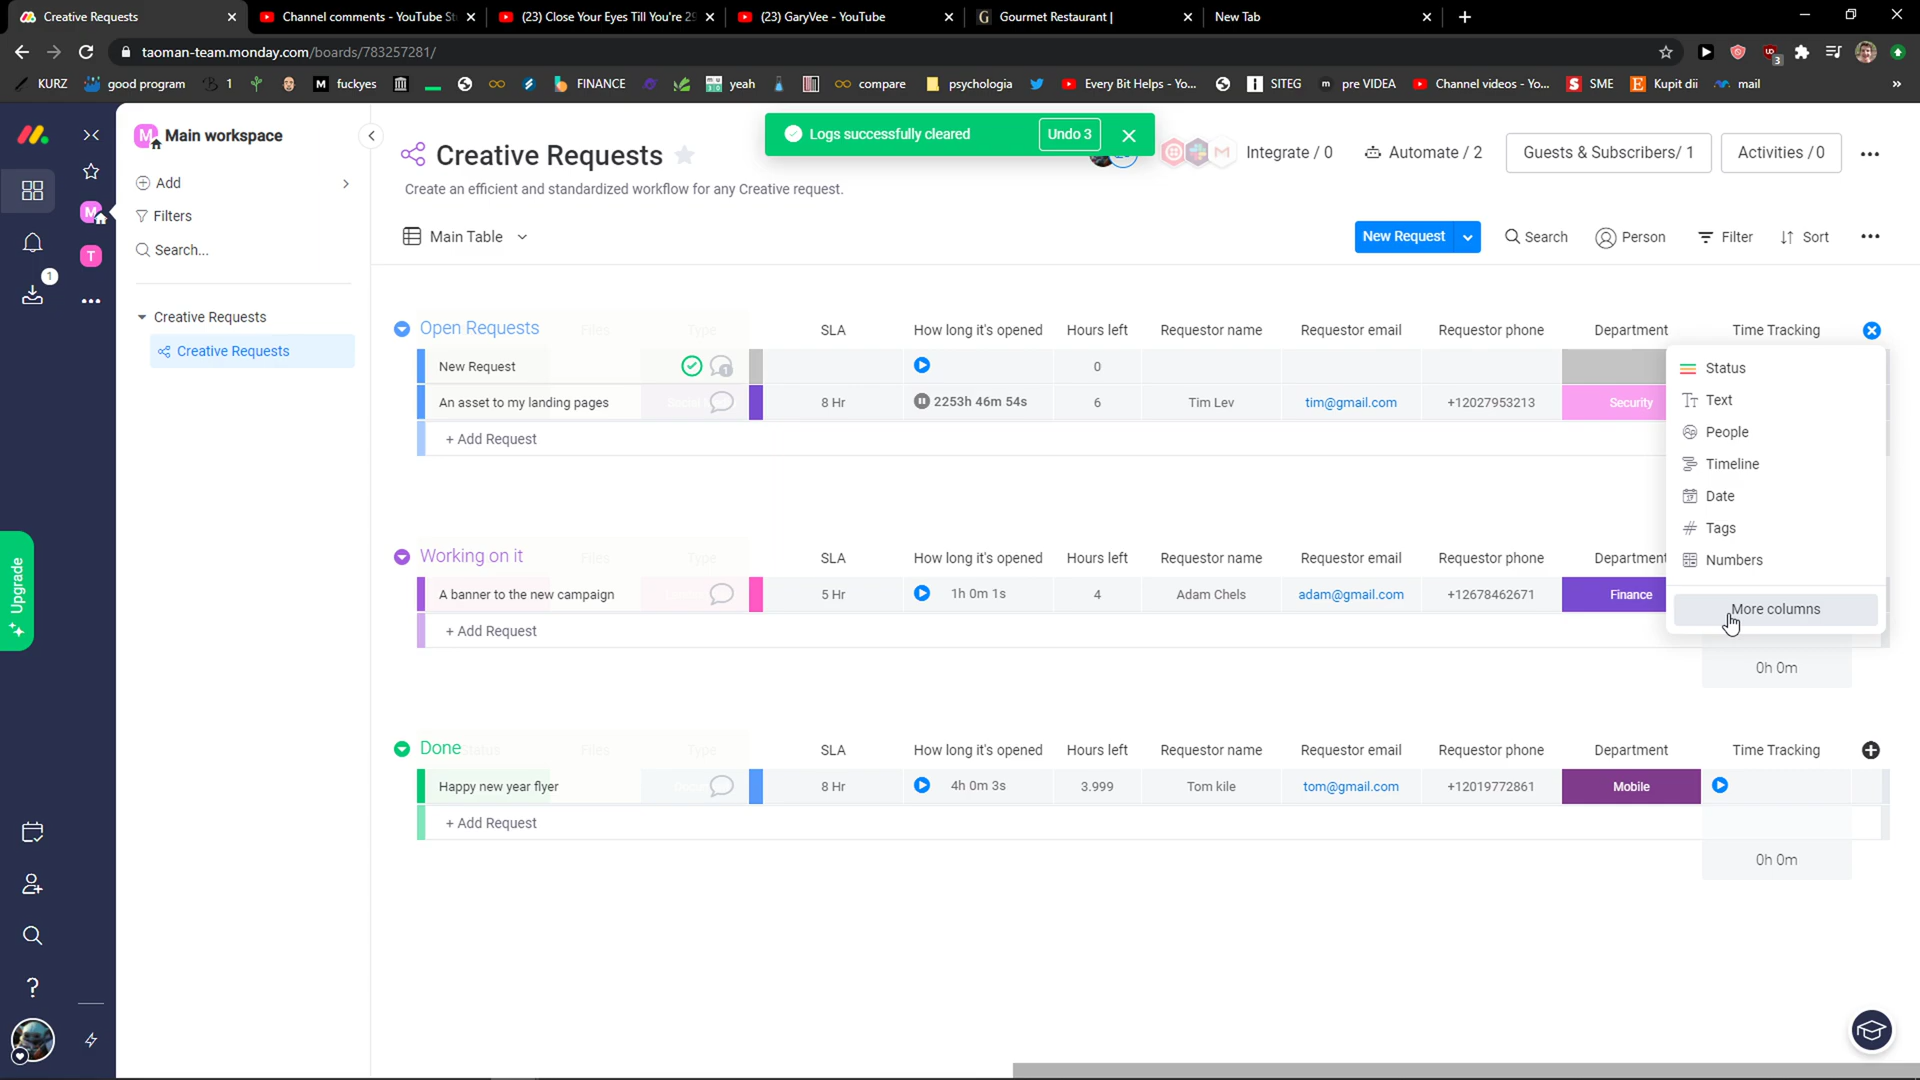 Creative Requests
Channel comments - YouTube St
(23) Close Your Eyes Till You're 29
(23) GaryVee - YouTube
G Gourmet Restaurant |
New Tab
taoman-team.monday.com/boards/783257281/
3
KURZ
good program
1
M fuckyes
FINANCE
yeah
compare
psychologia
Every Bit Helps - Yo...
SITEG
m pre VIDEA
Channel videos - Yo...
S SME
E Kupit dii
mail
»
M Main workspace
Add
Filters
Search...
Creative Requests
Creative Requests
M
T
1
Upgrade
?
Logs successfully cleared
Undo 3
Creative Requests
Create an efficient and standardized workflow for any Creative request.
Integrate / 0
Automate / 2
Guests & Subscribers/ 1
Activities / 0
Main Table
New Request
Search
Person
Filter
Sort
Open Requests Files Type SLA How long it's opened Hours left Requestor name Requestor email Requestor phone Department Time Tracking
New Request 1 0
An asset to my landing pages 8 Hr 2253h 46m 54s 6 Tim Lev tim@gmail.com +12027953213 Security
+ Add Request
Status
Text
People
Timeline
Date
Tags
Numbers
More columns
Working on it Files Type SLA How long it's opened Hours left Requestor name Requestor email Requestor phone Department
A banner to the new campaign 5 Hr 1h 0m 1s 4 Adam Chels adam@gmail.com +12678462671 Finance
+ Add Request
0h 0m
Done Status Files Type SLA How long it's opened Hours left Requestor name Requestor email Requestor phone Department Time Tracking
Happy new year flyer 8 Hr 4h 0m 3s 3.999 Tom kile tom@gmail.com +12019772861 Mobile
+ Add Request
0h 0m